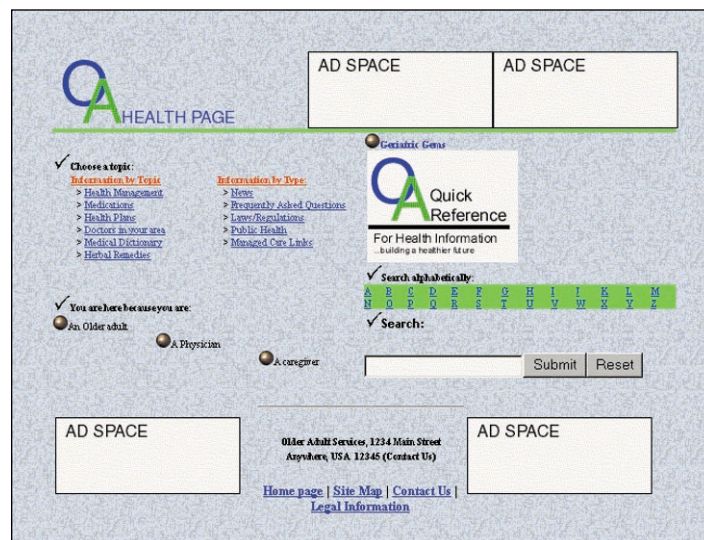 AD SPACE
AD SPACE
OA HEALTH PAGE
Geriatric Gems
Choose a topic:
Information by Topic
> Health Management
> Medications
> Health Plans
> Doctors in your area
> Medical Dictionary
> Herbal Remedies
Information by Type:
> News
> Frequently Asked Questions
> Laws/Regulations
> Public Health
> Managed Care Links
OA Quick
Reference
For Health Information
...building a healthier future
Search alphabetically:
A B C D E F G H I J K L M
N O P Q R S T U V W X Y Z
You are here because you are:
An Older adult
A Physician
A caregiver
Search:
Submit Reset
AD SPACE
Older Adult Services, 1234 Main Street
Anywhere, USA 12345 (Contact Us)
AD SPACE
Home page | Site Map | Contact Us |
Legal Information